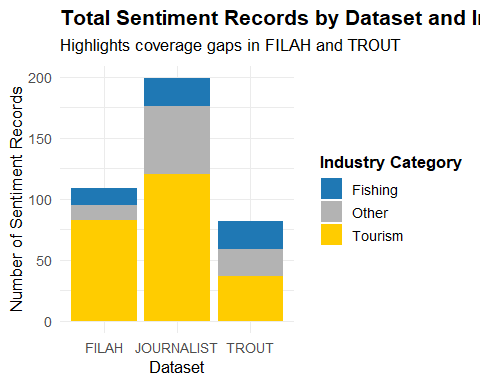 Total Sentiment Records by Dataset and
Highlights coverage gaps in FILAH and TROUT
Number of Sentiment Records
200
150
100
50
0
FILAH
JOURNALIST
TROUT
Dataset
Industry Category
Fishing
Other
Tourism